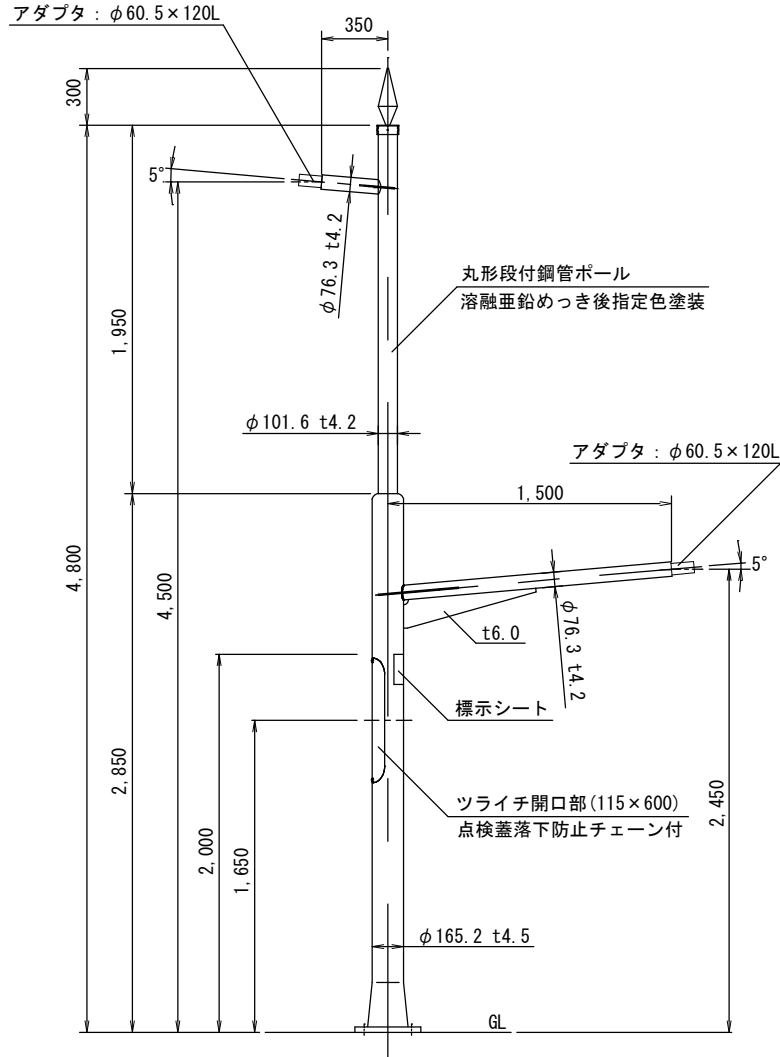 アダプタ：φ60.5×120L
350
300
5°
φ76.3 t4.2
丸形段付鋼管ポール
溶融亜鉛めっき後指定色塗装
1,950
φ101.6 t4.2
アダプタ：φ60.5×120L
1,500
4,800
4,500
5°
t6.0
φ76.3 t4.2
標示シート
2,850
2,000
1,650
ツライチ開口部(115×600)
点検蓋落下防止チェーン付
2,450
φ165.2 t4.5
GL